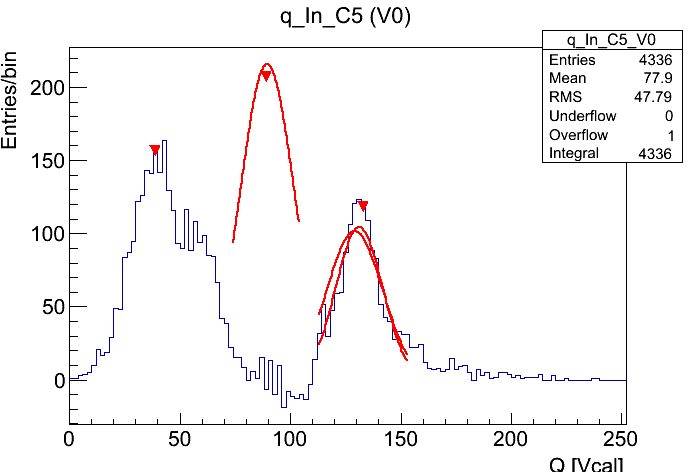 q_In_C5 (V0)
q_In_C5_V0
Entries 4336
Mean 77.9
RMS 47.79
Underflow 0
Overflow 1
Integral 4336
Entries/bin
200
150
100
50
0
0 50 100 150 200 250
Q [Vcal]